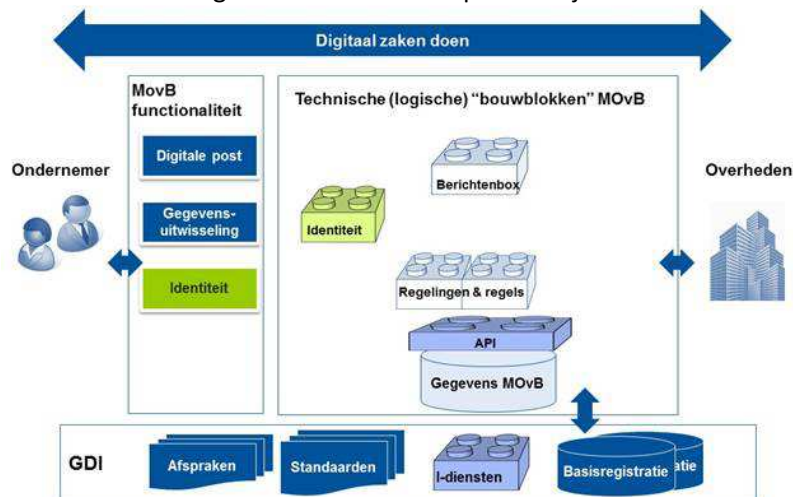 Digitaal zaken doen
MovB
functionaliteit
Technische (logische) “bouwblokken” MOvB
Digitale post
Berichtenbox
Ondernemer
Overheden
Gegevens-
uitwisseling
Identiteit
Identiteit
Regelingen & regels
API
Gegevens MOvB
GDI
Afspraken
Standaarden
I-diensten
Basisregistratie
atie